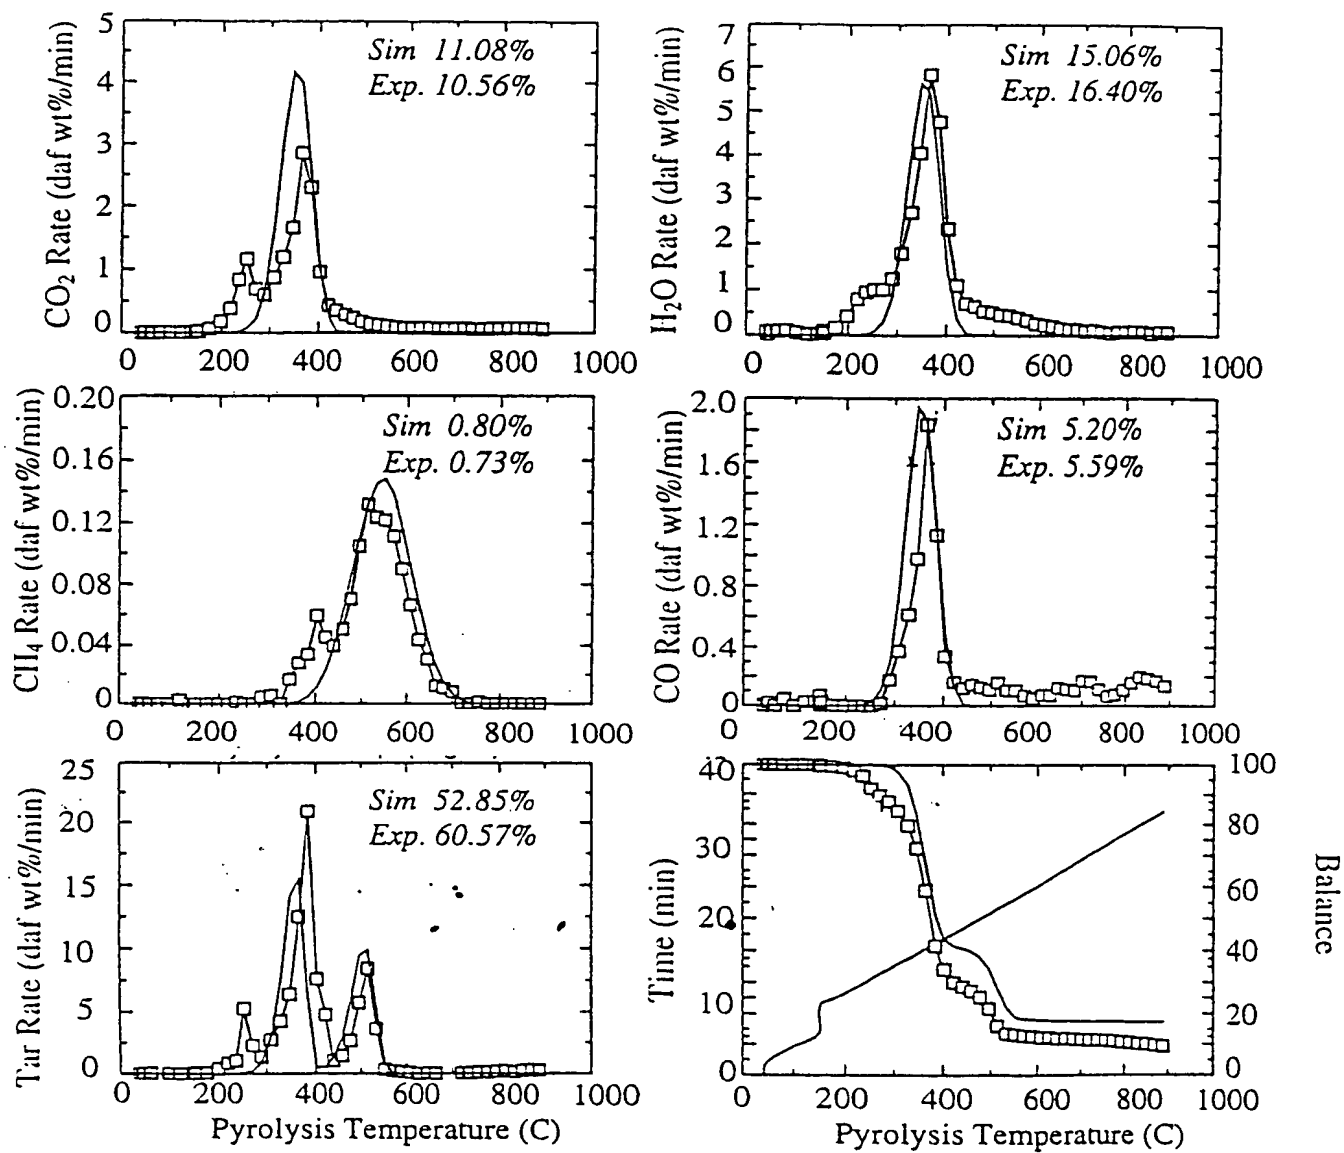 5
4
3
2
1
0
CO₂ Rate (daf wt%/min)
Sim 11.08%
Exp. 10.56%
0 200 400 600 800 1000
7
6
5
4
3
2
1
0
H₂O Rate (daf wt%/min)
Sim 15.06%
Exp. 16.40%
0 200 400 600 800 1000
0.20
0.16
0.12
0.08
0.04
0
CH₄ Rate (daf wt%/min)
Sim 0.80%
Exp. 0.73%
0 200 400 600 800 1000
2.0
1.6
1.2
0.8
0.4
0
CO Rate (daf wt%/min)
Sim 5.20%
Exp. 5.59%
0 200 400 600 800 1000
25
20
15
10
5
0
Tar Rate (daf wt%/min)
Sim 52.85%
Exp. 60.57%
0 200 400 600 800 1000
Pyrolysis Temperature (C)
40
30
20
10
0
Time (min)
100
80
60
40
20
0
Balance
0 200 400 600 800 1000
Pyrolysis Temperature (C)